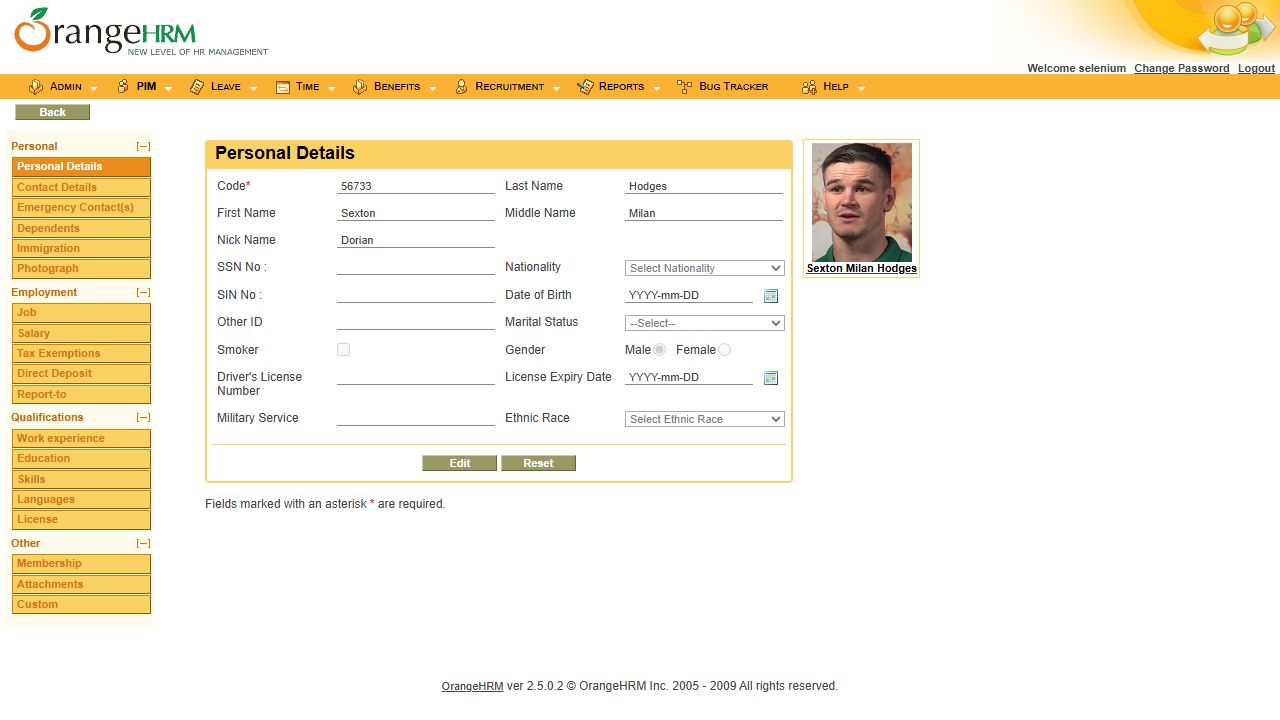 OrangeHRM
NEW LEVEL OF HR MANAGEMENT
Welcome selenium Change Password Logout
ADMIN PIM LEAVE TIME BENEFITS RECRUITMENT REPORTS BUG TRACKER HELP
Back
Personal [—]
Personal Details
Contact Details
Emergency Contact(s)
Dependents
Immigration
Photograph
Employment [—]
Job
Salary
Tax Exemptions
Direct Deposit
Report-to
Qualifications [—]
Work experience
Education
Skills
Languages
License
Other [—]
Membership
Attachments
Custom
Personal Details
Code* 56733 Last Name Hodges
First Name Sexton Middle Name Milan
Nick Name Dorian
SSN No : Nationality Select Nationality
SIN No : Date of Birth YYYY-mm-DD
Other ID Marital Status --Select--
Smoker Gender Male Female
Driver's License
Number License Expiry Date YYYY-mm-DD
Military Service Ethnic Race Select Ethnic Race
Edit Reset
Fields marked with an asterisk * are required.
Sexton Milan Hodges
OrangeHRM ver 2.5.0.2 © OrangeHRM Inc. 2005 - 2009 All rights reserved.